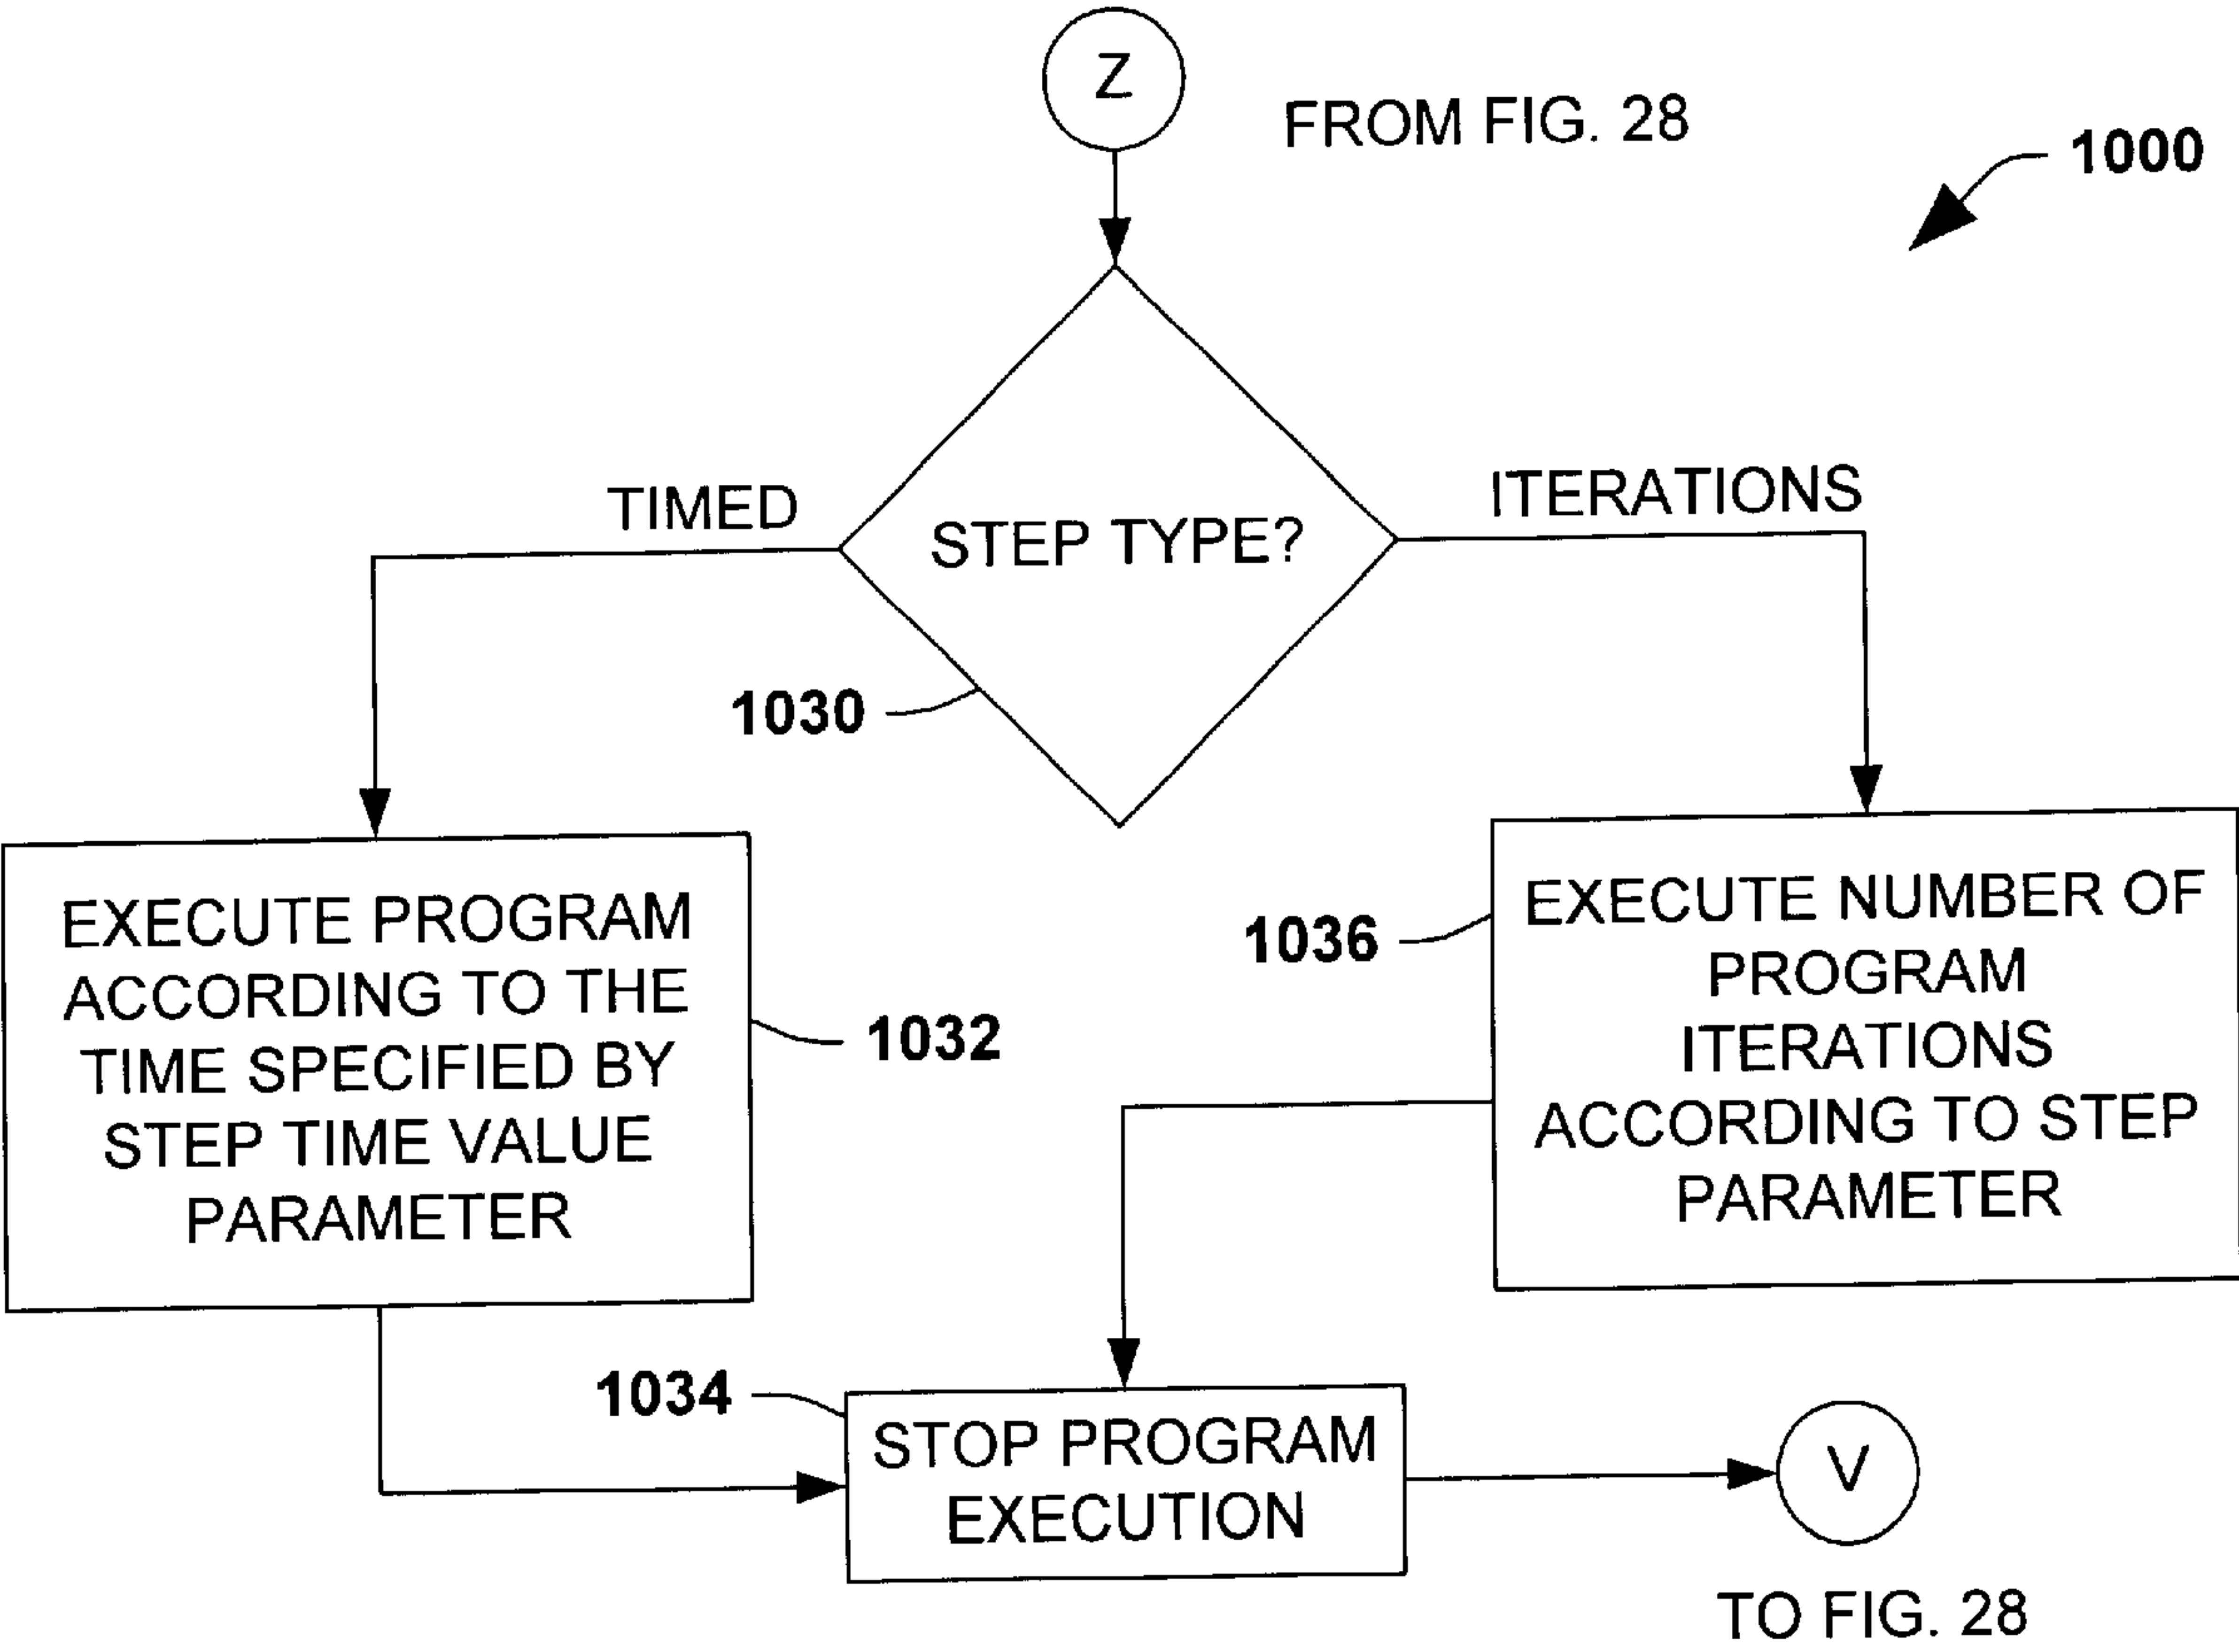 Z
FROM FIG. 28
1000
TIMED
ITERATIONS
STEP TYPE?
1030
EXECUTE PROGRAM
ACCORDING TO THE
TIME SPECIFIED BY
STEP TIME VALUE
PARAMETER
1032
1036
EXECUTE NUMBER OF
PROGRAM
ITERATIONS
ACCORDING TO STEP
PARAMETER
1034
STOP PROGRAM
EXECUTION
V
TO FIG. 28